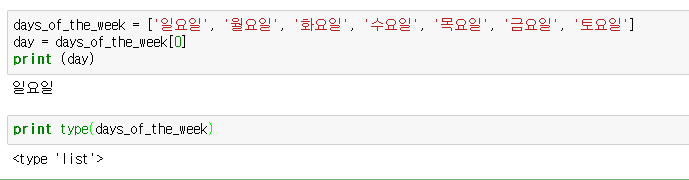 days_of_the_week = ['일요일', '월요일', '화요일', '수요일', '목요일', '금요일', '토요일']
day = days_of_the_week[0]
print (day)
일요일
print type(days_of_the_week)
<type 'list'>